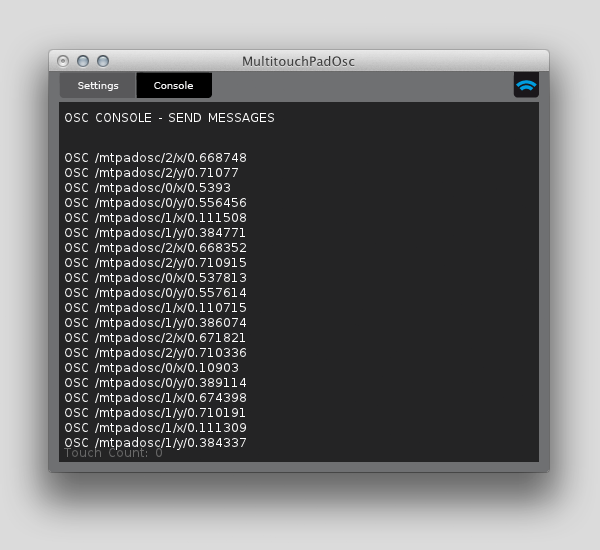 MultitouchPadOsc
Settings Console
OSC CONSOLE - SEND MESSAGES
OSC /mtpadosc/2/x/0.668748
OSC /mtpadosc/2/y/0.71077
OSC /mtpadosc/0/x/0.5393
OSC /mtpadosc/0/y/0.556456
OSC /mtpadosc/1/x/0.111508
OSC /mtpadosc/1/y/0.384771
OSC /mtpadosc/2/x/0.668352
OSC /mtpadosc/2/y/0.710915
OSC /mtpadosc/0/x/0.537813
OSC /mtpadosc/0/y/0.557614
OSC /mtpadosc/1/x/0.110715
OSC /mtpadosc/1/y/0.386074
OSC /mtpadosc/2/x/0.671821
OSC /mtpadosc/2/y/0.710336
OSC /mtpadosc/0/x/0.10903
OSC /mtpadosc/0/y/0.389114
OSC /mtpadosc/1/x/0.674398
OSC /mtpadosc/1/y/0.710191
OSC /mtpadosc/1/x/0.111309
OSC /mtpadosc/1/y/0.384337
Touch Count: 0